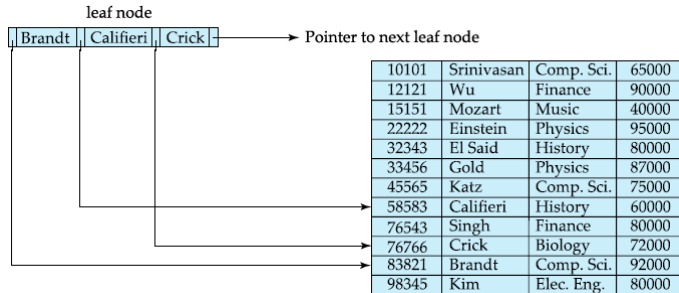 leaf node
Brandt Califieri Crick Pointer to next leaf node
10101 Srinivasan Comp. Sci. 65000
12121 Wu Finance 90000
15151 Mozart Music 40000
22222 Einstein Physics 95000
32343 El Said History 80000
33456 Gold Physics 87000
45565 Katz Comp. Sci. 75000
58583 Califieri History 60000
76543 Singh Finance 80000
76766 Crick Biology 72000
83821 Brandt Comp. Sci. 92000
98345 Kim Elec. Eng. 80000